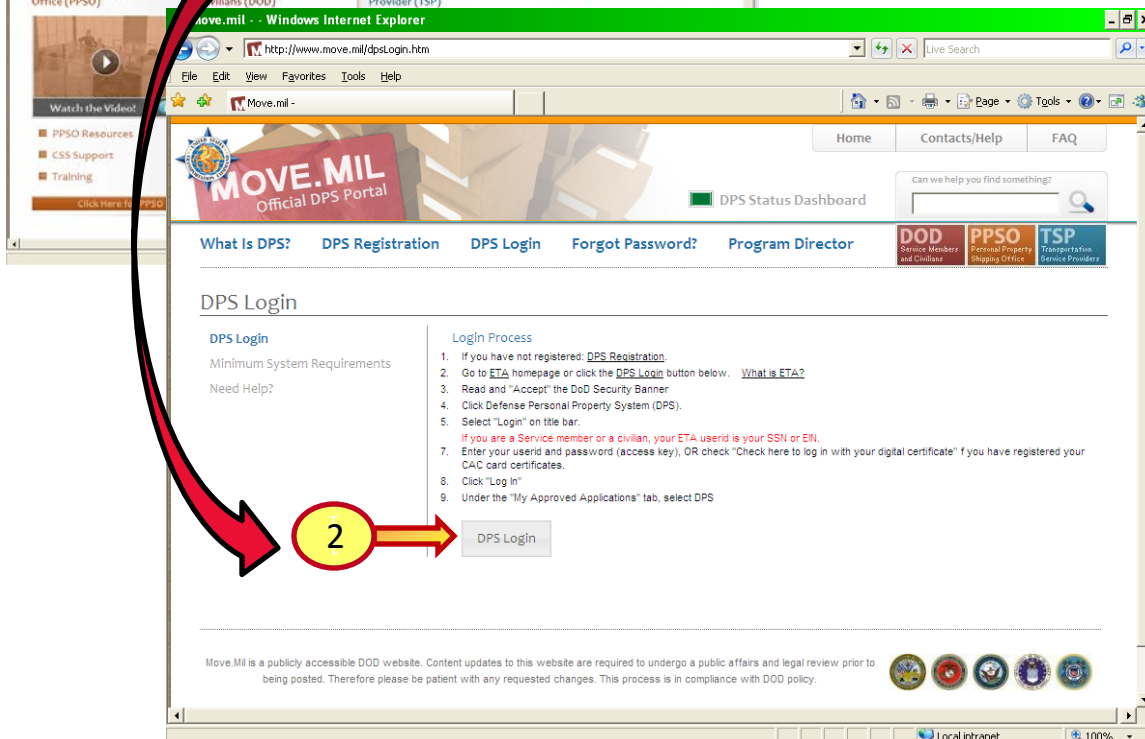 Office (PPSO)
Civilians (DOD)
Provider (TSP)
Watch the Video!
PPSO Resources
CSS Support
Training
Click Here for PPSO
Move.mil - - Windows Internet Explorer
http://www.move.mil/dpsLogin.htm
Live Search
File Edit View Favorites Tools Help
Move.mil -
Page Tools
UNITED STATES TRANSPORTATION COMMAND
MOVE.MIL
Official DPS Portal
Home Contacts/Help FAQ
DPS Status Dashboard
Can we help you find something?
What Is DPS? DPS Registration DPS Login Forgot Password? Program Director
DOD
Service Members
and Civilians
PPSO
Personal Property
Shipping Office
TSP
Transportation
Service Providers
DPS Login
DPS Login
Minimum System Requirements
Need Help?
Login Process
1. If you have not registered: DPS Registration.
2. Go to ETA homepage or click the DPS Login button below. What is ETA?
3. Read and "Accept" the DoD Security Banner
4. Click Defense Personal Property System (DPS).
5. Select "Login" on title bar.
If you are a Service member or a civilian, your ETA userid is your SSN or EIN.
7. Enter your userid and password (access key), OR check "Check here to log in with your digital certificate" f you have registered your
CAC card certificates.
8. Click "Log In"
9. Under the "My Approved Applications" tab, select DPS
2
DPS Login
Move.Mil is a publicly accessible DOD website. Content updates to this website are required to undergo a public affairs and legal review prior to
being posted. Therefore please be patient with any requested changes. This process is in compliance with DOD policy.
Local intranet
100%